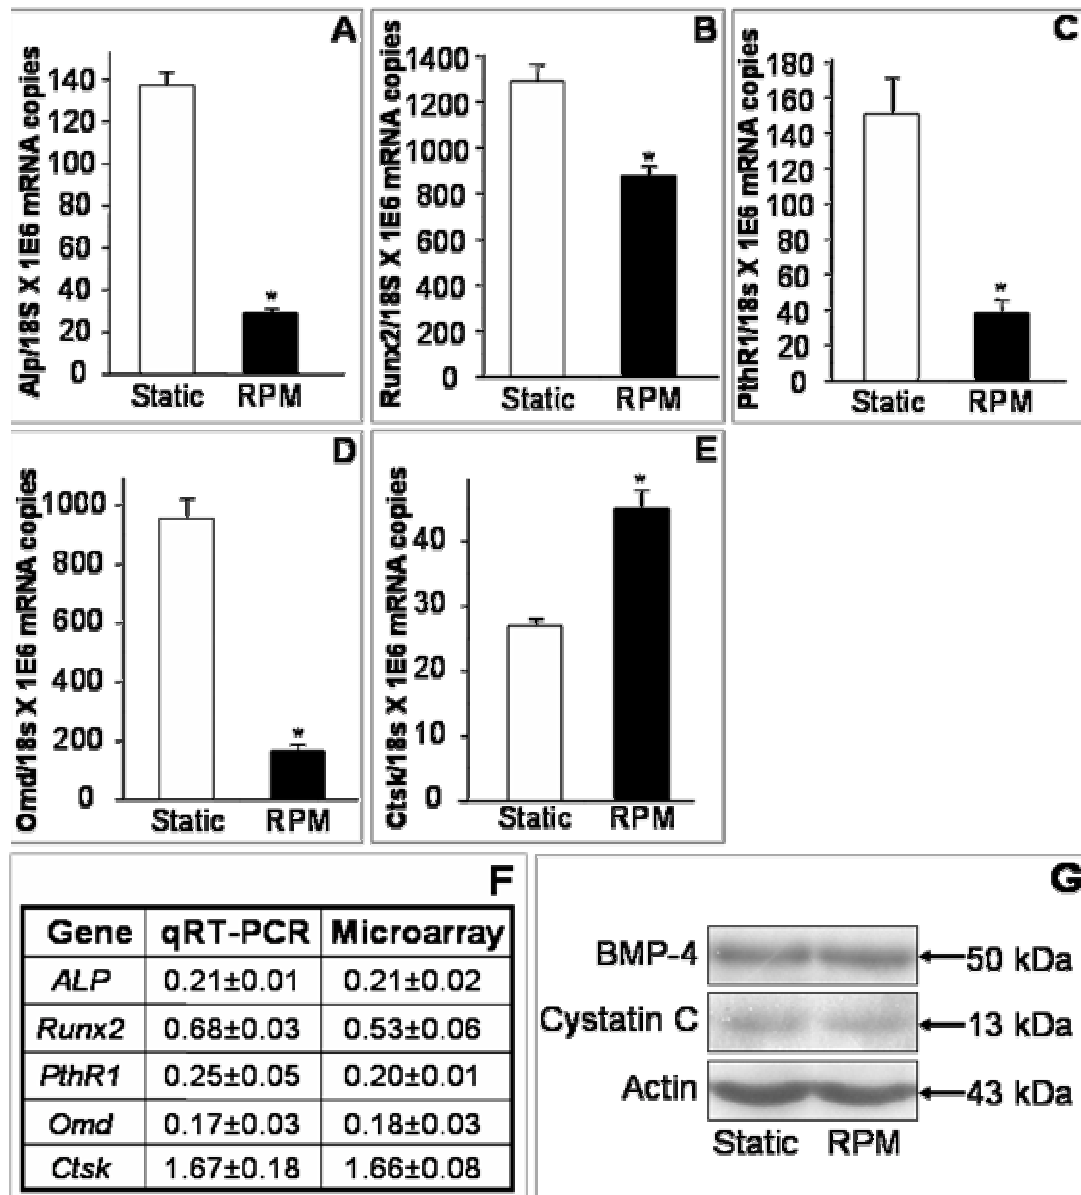 A
Alp/18S X 1E6 mRNA copies
140
120
100
80
60
40
20
0
Static RPM
*
B
Runx2/18S X 1E6 mRNA copies
1400
1200
1000
800
600
400
200
0
Static RPM
*
C
PthR1/18s X 1E6 mRNA copies
180
160
140
120
100
80
60
40
20
0
Static RPM
*
D
Omd/18s X 1E6 mRNA copies
1000
800
600
400
200
0
Static RPM
*
E
Ctsk/18s X 1E6 mRNA copies
40
30
20
10
0
Static RPM
*
F
Gene qRT-PCR Microarray
ALP 0.21±0.01 0.21±0.02
Runx2 0.68±0.03 0.53±0.06
PthR1 0.25±0.05 0.20±0.01
Omd 0.17±0.03 0.18±0.03
Ctsk 1.67±0.18 1.66±0.08
G
BMP-4 50 kDa
Cystatin C 13 kDa
Actin 43 kDa
Static RPM